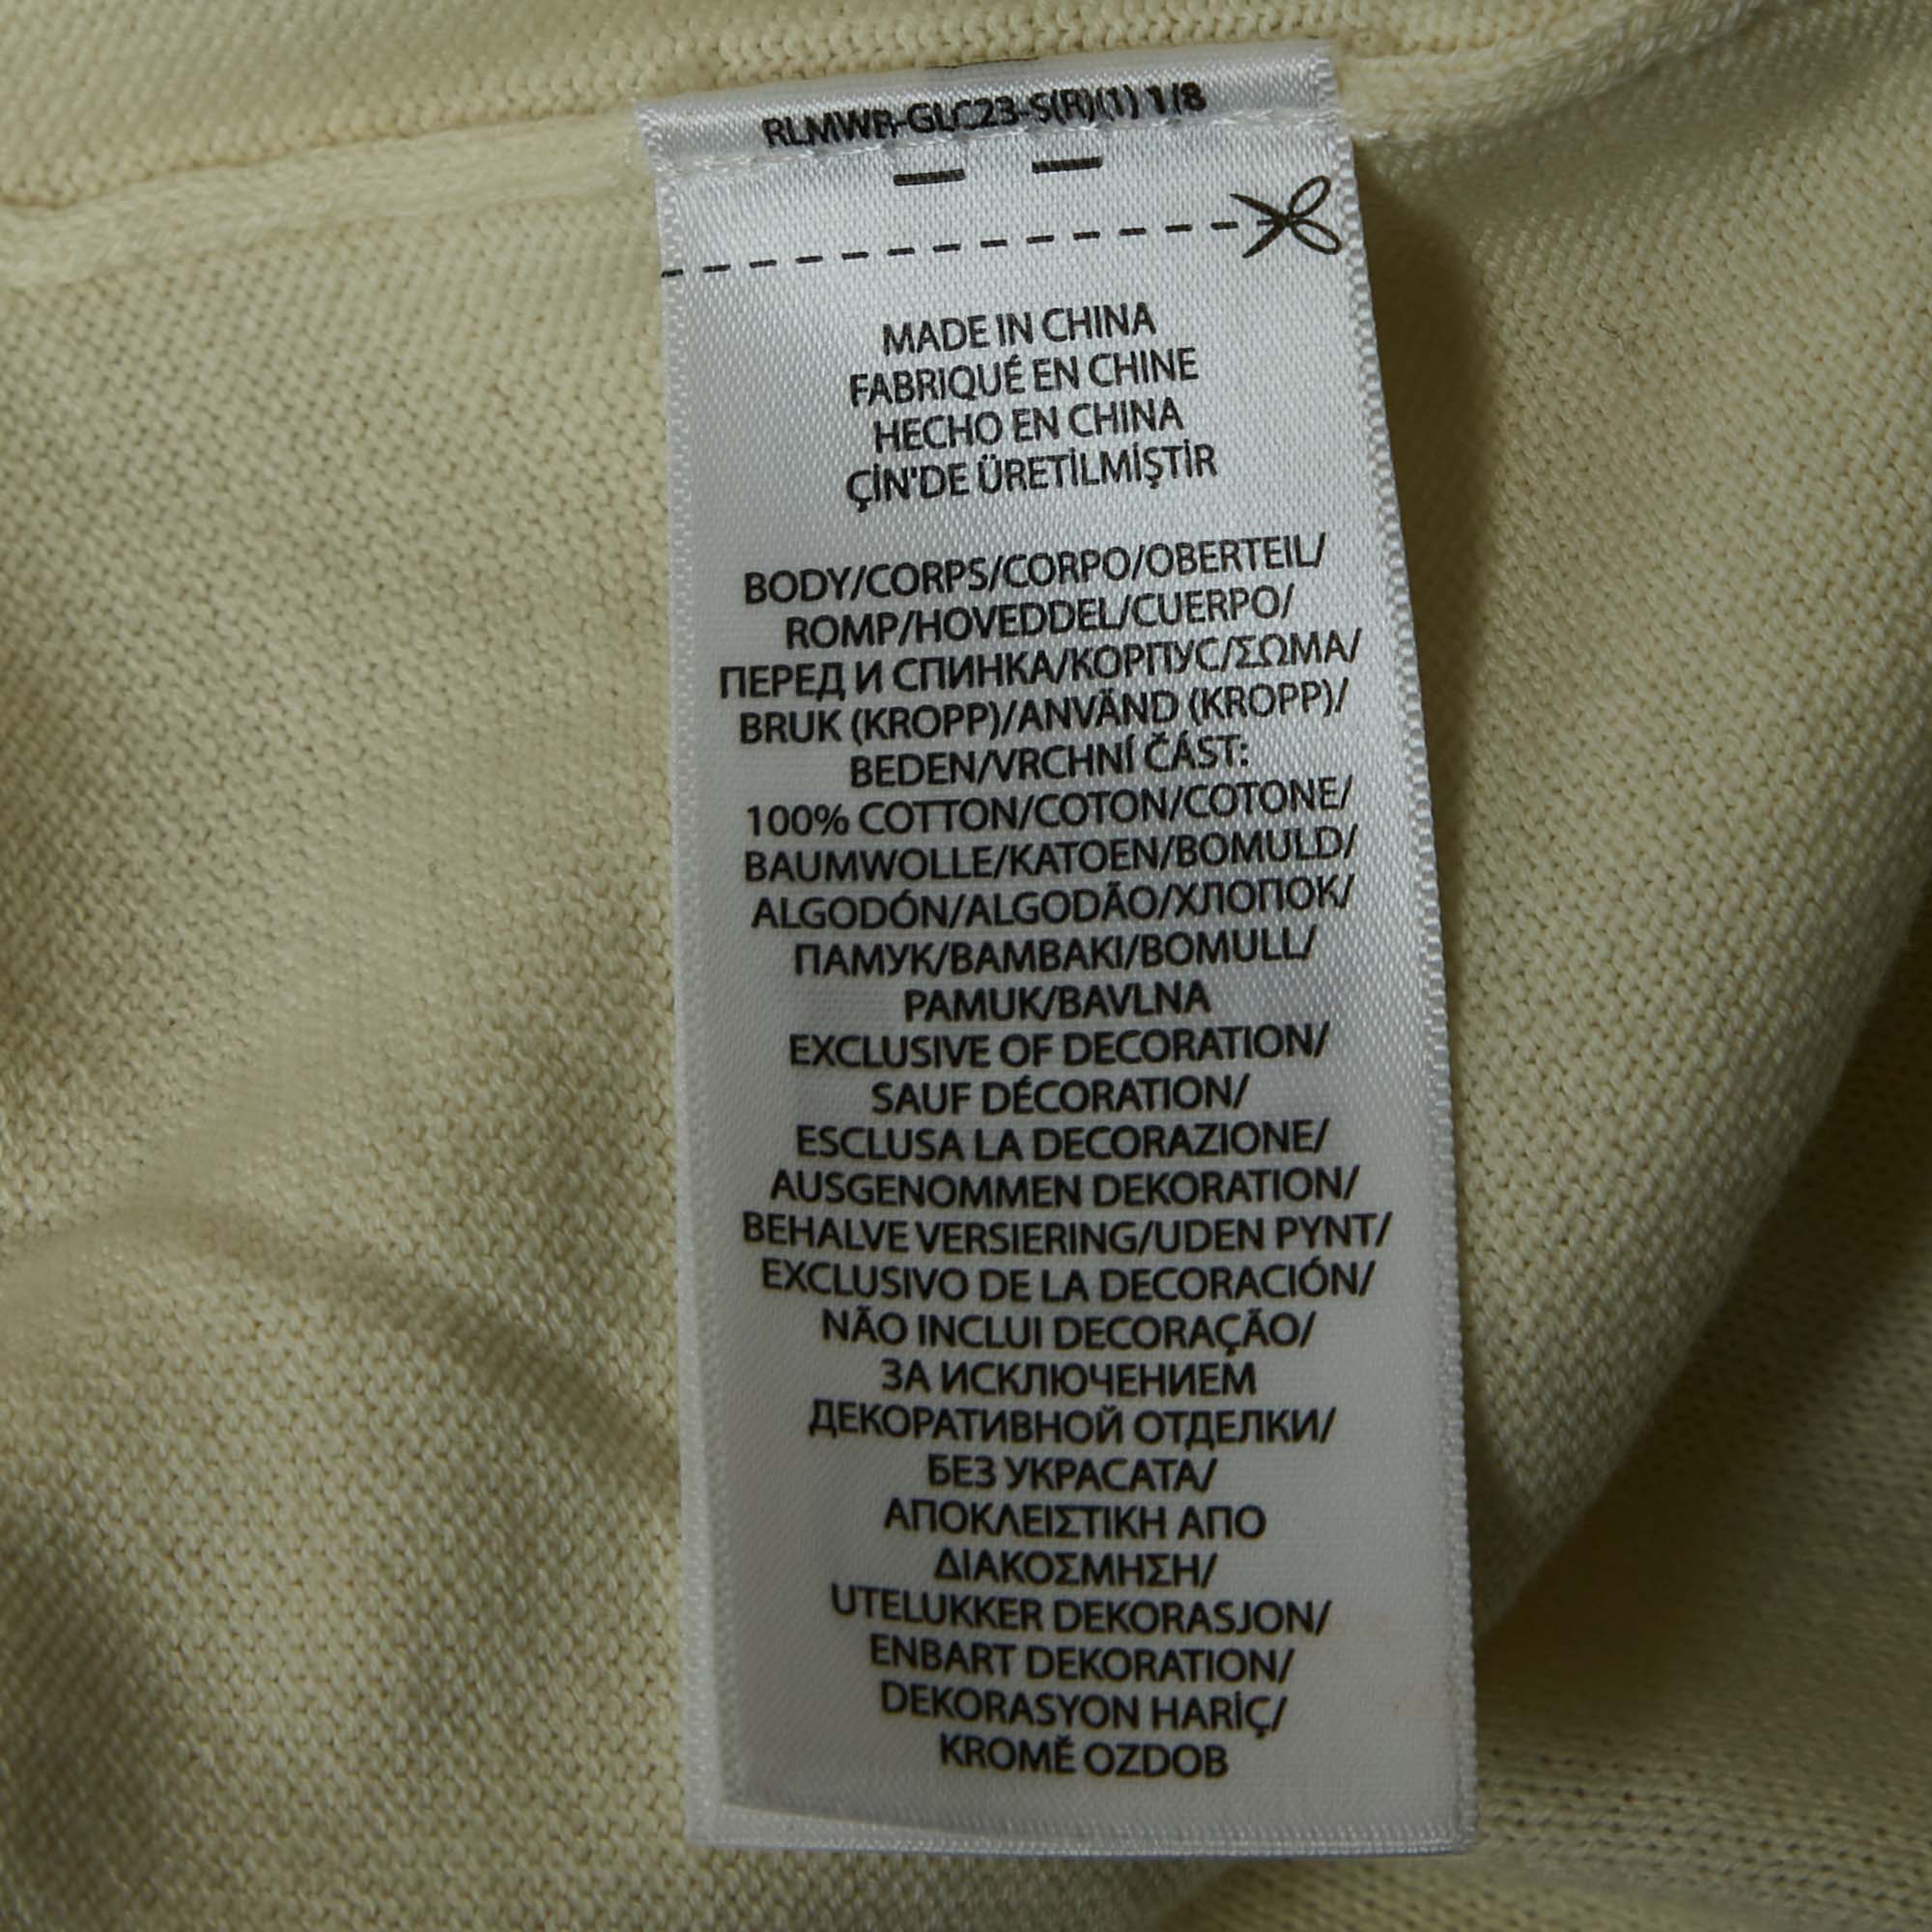 RLMWR-GLC23-S(R)(1) 1/8
MADE IN CHINA
FABRIQUÉ EN CHINE
HECHO EN CHINA
ÇİN'DE ÜRETİLMİŞTİR
BODY/CORPS/CORPO/OBERTEIL/
ROMP/HOVEDDEL/CUERPO/
ПЕРЕД И СПИНКА/КОРПУС/ΣΩΜΑ/
BRUK (KROPP)/ANVÄND (KROPP)/
BEDEN/VRCHNÍ ČÁST:
100% COTTON/COTON/COTONE/
BAUMWOLLE/KATOEN/BOMULD/
ALGODÓN/ALGODÃO/ХЛОПОК/
ПАМУК/BAMBAKI/BOMULL/
PAMUK/BAVLNA
EXCLUSIVE OF DECORATION/
SAUF DÉCORATION/
ESCLUSA LA DECORAZIONE/
AUSGENOMMEN DEKORATION/
BEHALVE VERSIERING/UDEN PYNT/
EXCLUSIVO DE LA DECORACIÓN/
NÃO INCLUI DECORAÇÃO/
ЗА ИСКЛЮЧЕНИЕМ
ДЕКОРАТИВНОЙ ОТДЕЛКИ/
БЕЗ УКРАСАТА/
ΑΠΟΚΛΕΙΣΤΙΚΗ ΑΠΟ
ΔΙΑΚΟΣΜΗΣΗ/
UTELUKKER DEKORASJON/
ENBART DEKORATION/
DEKORASYON HARİÇ/
KROMĚ OZDOB